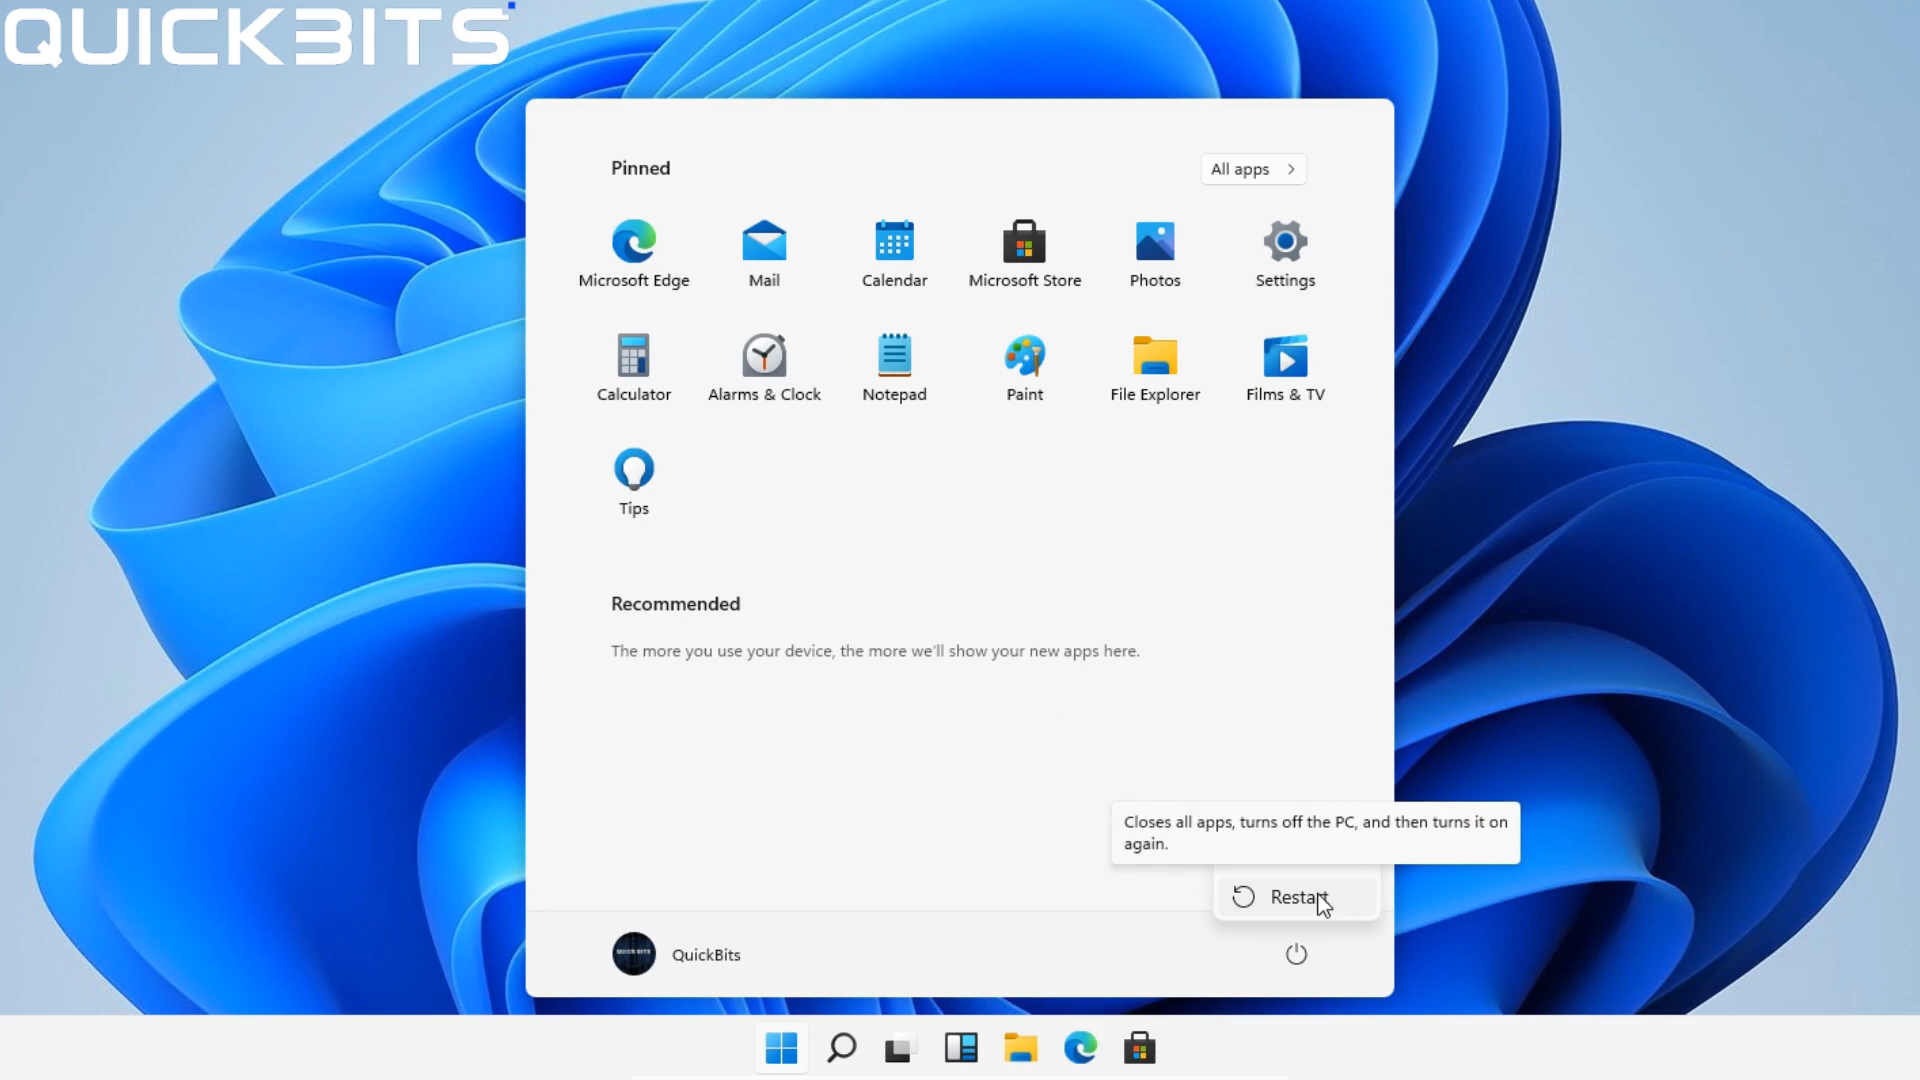 QUICKBITS
Pinned
All apps
Microsoft Edge
Mail
Calendar
Microsoft Store
Photos
Settings
Calculator
Alarms & Clock
Notepad
Paint
File Explorer
Films & TV
Tips
Recommended
The more you use your device, the more we'll show your new apps here.
Closes all apps, turns off the PC, and then turns it on
again.
Restart
QUICK BITS
QuickBits